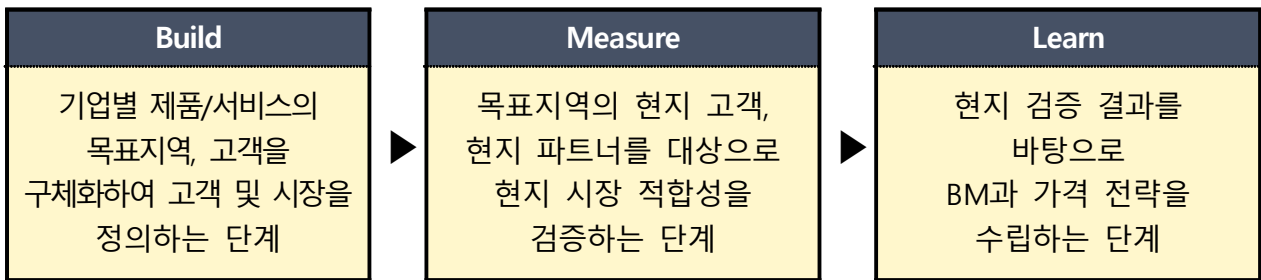 Build
기업별 제품/서비스의
목표지역, 고객을
구체화하여 고객 및 시장을
정의하는 단계
Measure
목표지역의 현지 고객,
현지 파트너를 대상으로
현지 시장 적합성을
검증하는 단계
Learn
현지 검증 결과를
바탕으로
BM과 가격 전략을
수립하는 단계